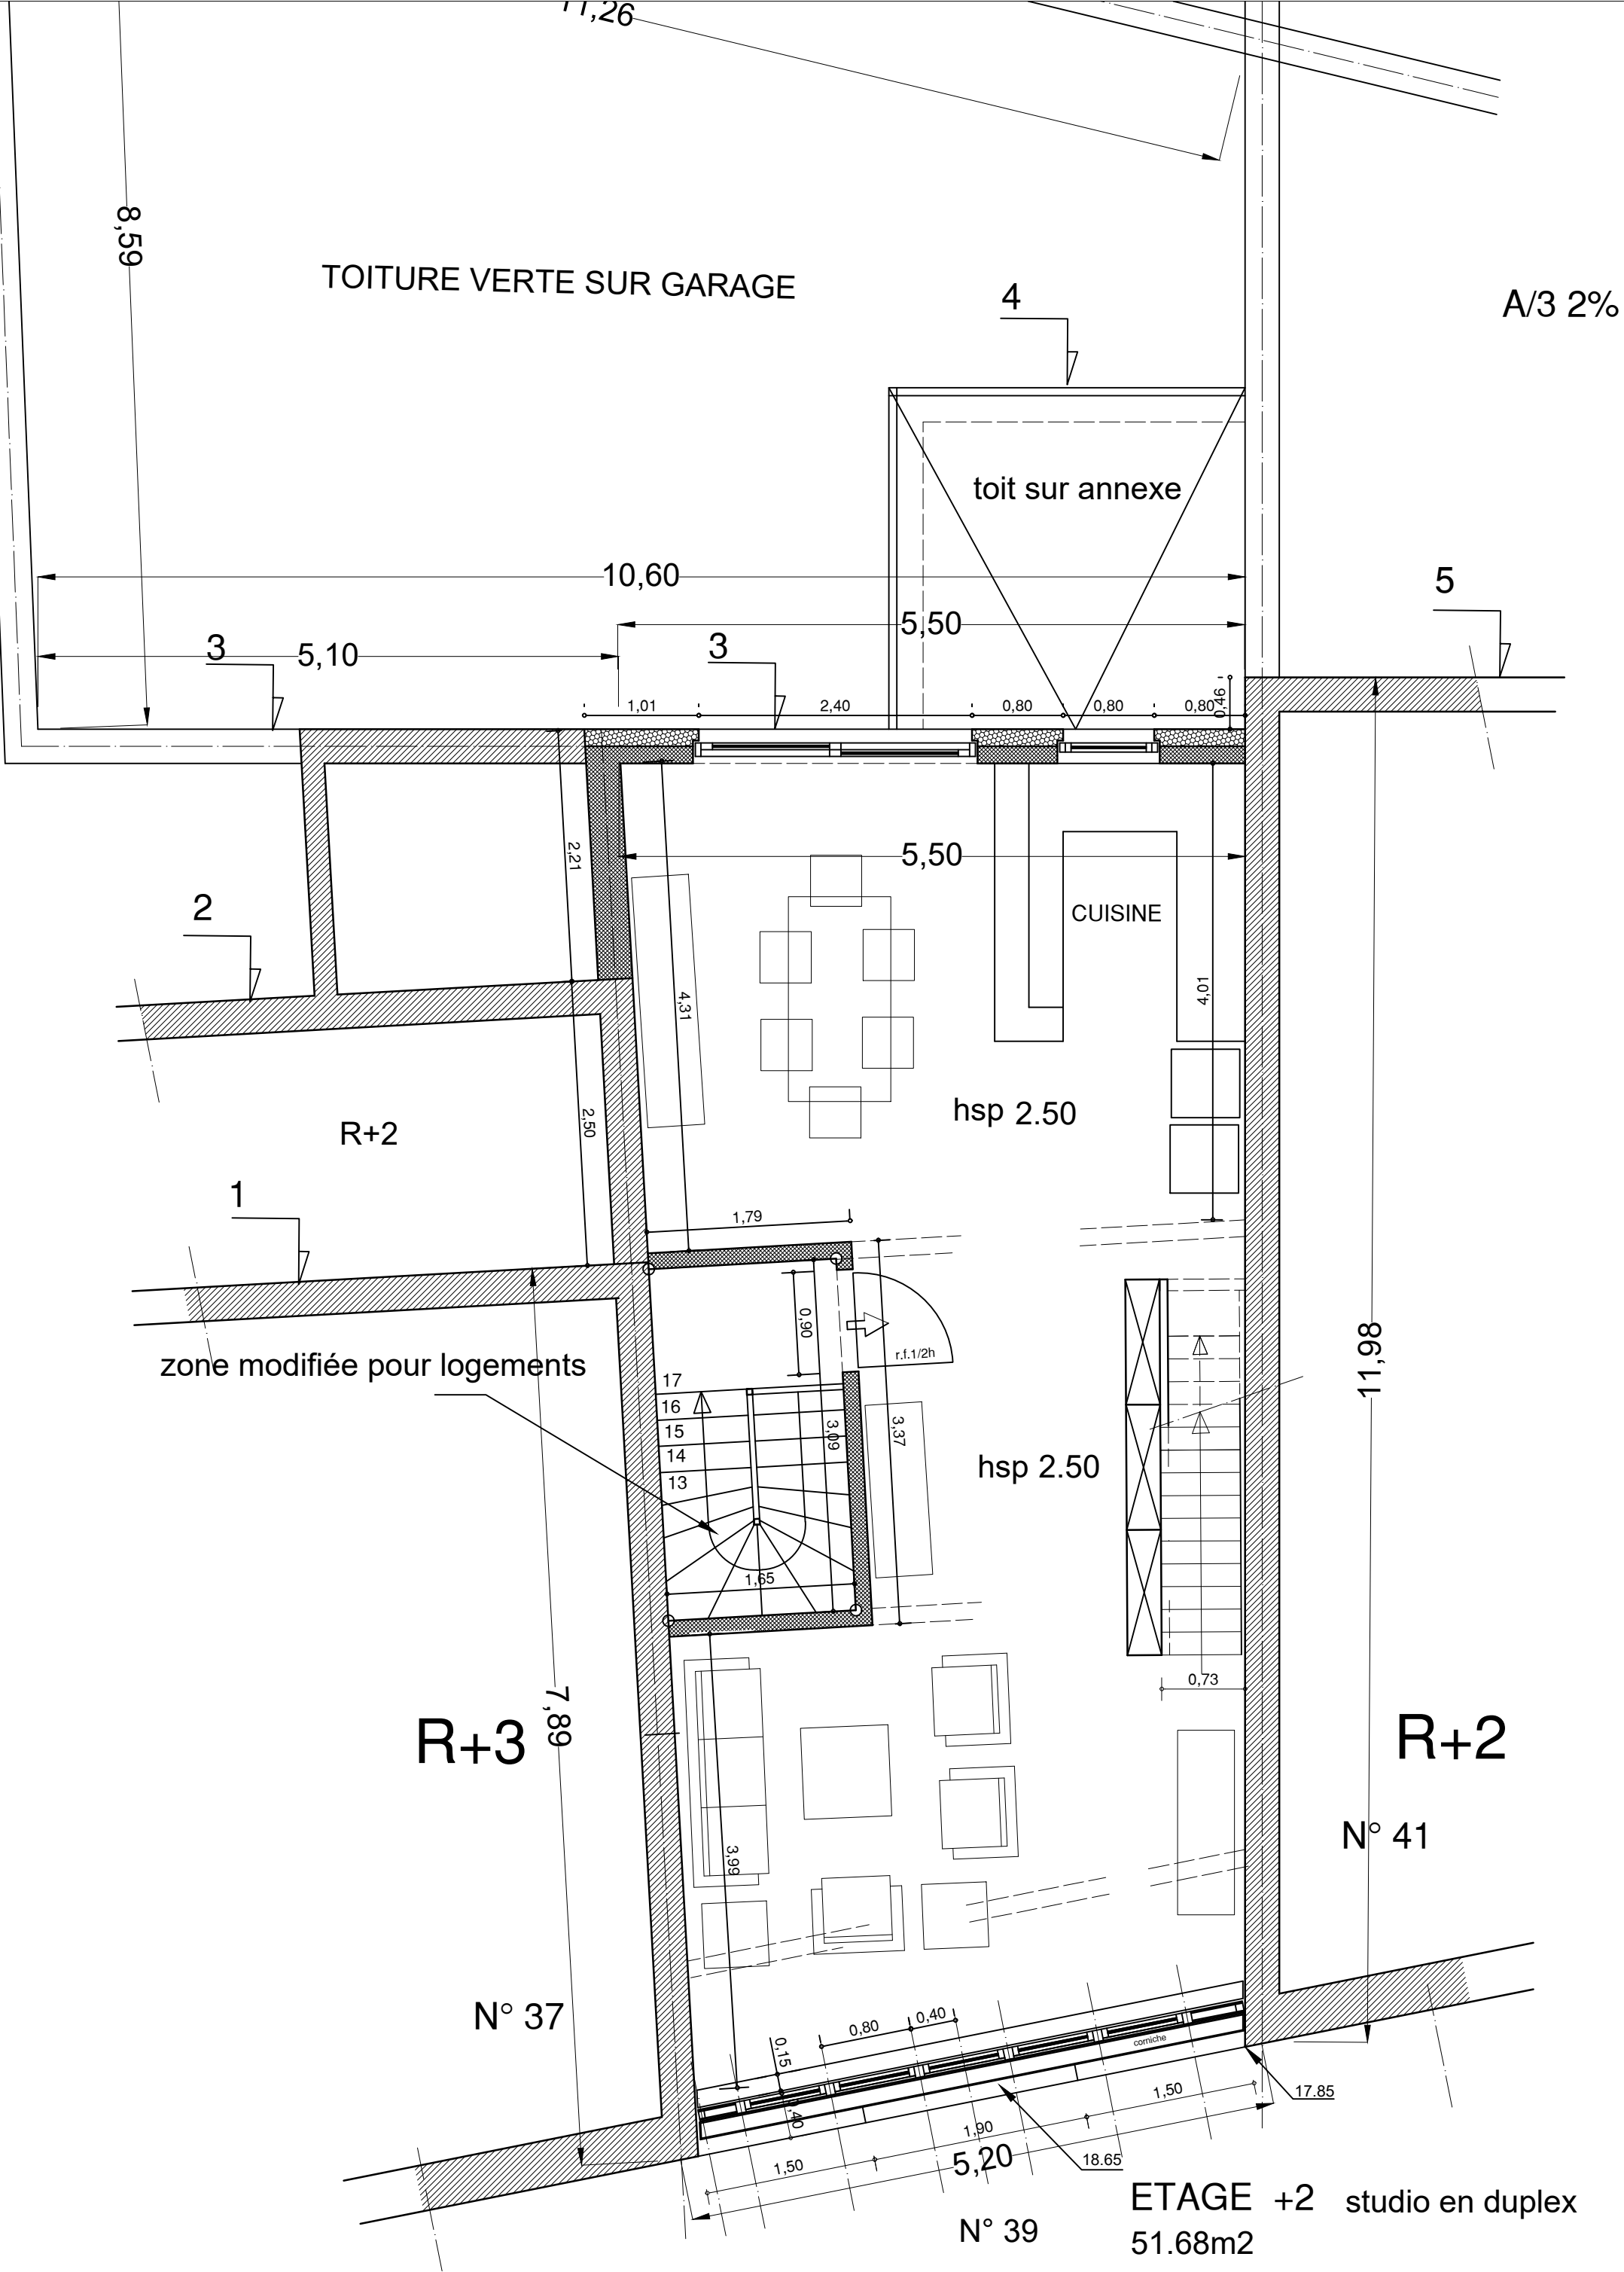 11,26
8,59
TOITURE VERTE SUR GARAGE
4
A/3 2%
toit sur annexe
10,60
5
5,50
3
5,10
3
1,01
2,40
0,80
0,80
0,80
0,46
2,21
5,50
2
CUISINE
4,31
4,01
hsp 2.50
2,50
R+2
1
1,79
0,90
r.f.1/2h
11,98
zone modifiée pour logements
17
16
15
14
13
3,09
3,37
hsp 2.50
1,65
0,73
7,89
R+3
R+2
N° 41
3,99
N° 37
0,80
0,40
0,15
corniche
0,40
1,50
17.85
1,90
5,20
18.65
1,50
ETAGE +2 studio en duplex
N° 39
51.68m2